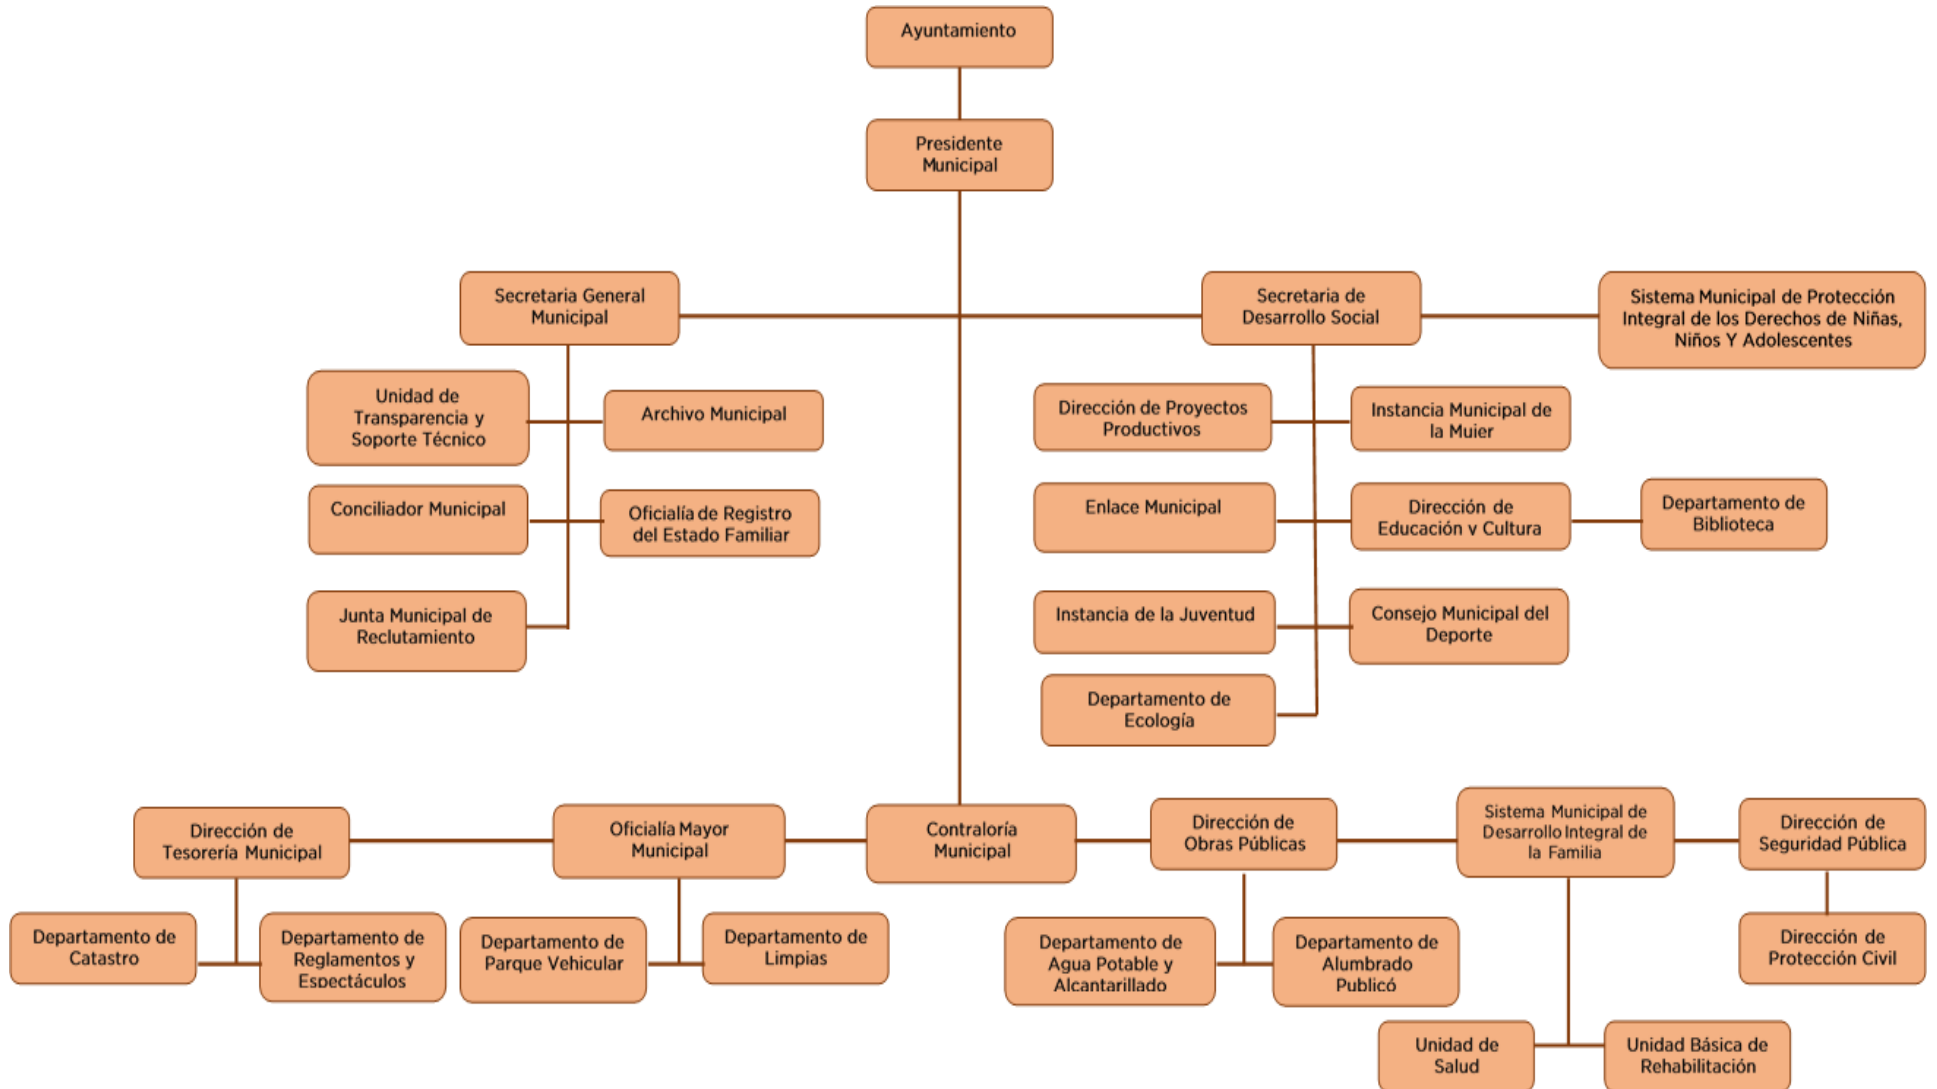 Ayuntamiento
Presidente
Municipal
Secretaria General
Municipal
Secretaria de
Desarrollo Social
Sistema Municipal de Protección
Integral de los Derechos de Niñas,
Niños Y Adolescentes
Unidad de
Transparencia y
Soporte Técnico
Archivo Municipal
Dirección de Proyectos
Productivos
Instancia Municipal de
la Muier
Conciliador Municipal
Oficialía de Registro
del Estado Familiar
Enlace Municipal
Dirección de
Educación v Cultura
Departamento de
Biblioteca
Junta Municipal de
Reclutamiento
Instancia de la Juventud
Consejo Municipal del
Deporte
Departamento de
Ecología
Dirección de
Tesorería Municipal
Oficialía Mayor
Municipal
Contraloría
Municipal
Dirección de
Obras Públicas
Sistema Municipal de
Desarrollo Integral de
la Familia
Dirección de
Seguridad Pública
Departamento de
Catastro
Departamento de
Reglamentos y
Espectáculos
Departamento de
Parque Vehicular
Departamento de
Limpias
Departamento de
Agua Potable y
Alcantarillado
Departamento de
Alumbrado
Publicó
Dirección de
Protección Civil
Unidad de
Salud
Unidad Básica de
Rehabilitación